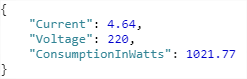 {
    "Current": 4.64,
    "Voltage": 220,
    "ConsumptionInWatts": 1021.77
}